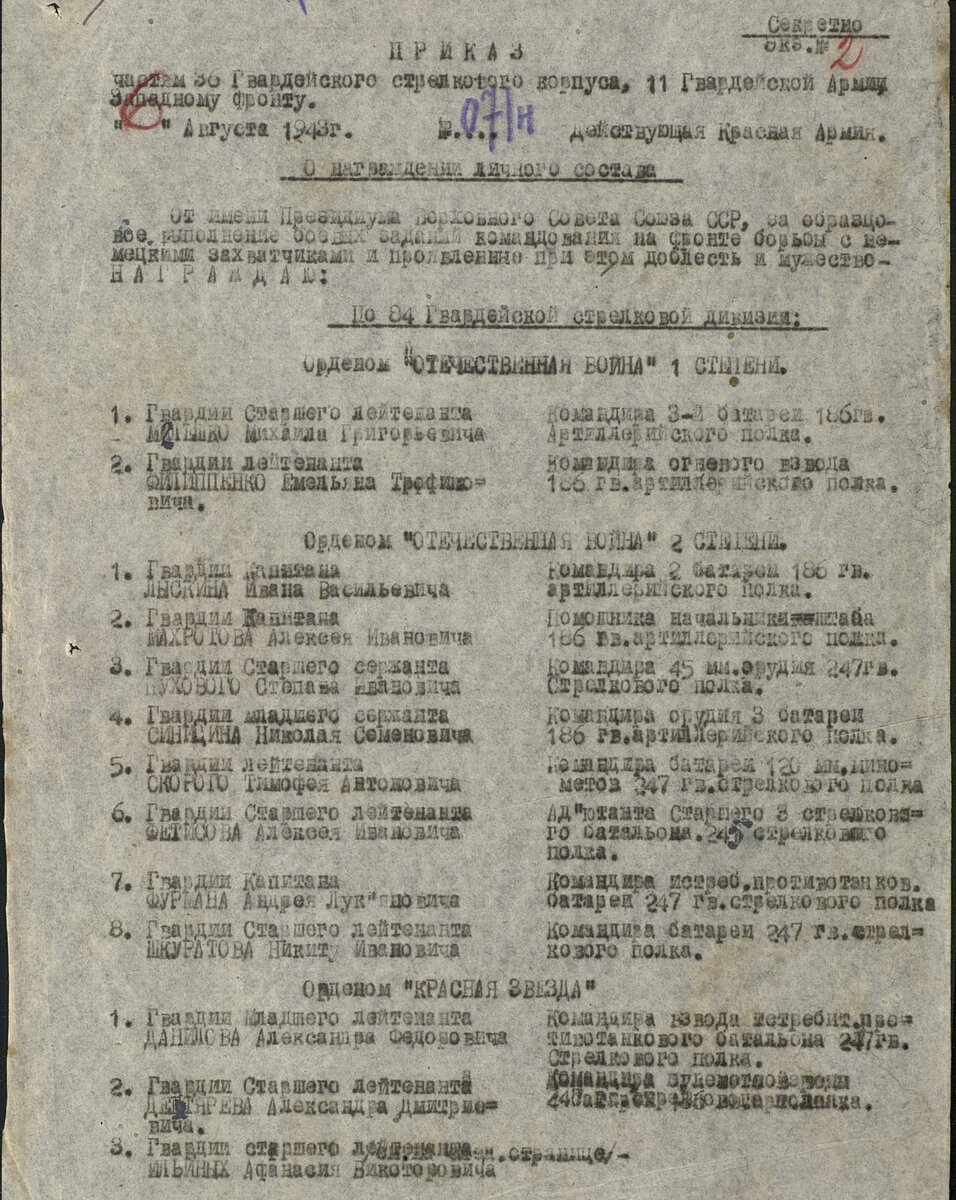 Секретно
Экз.№ 2
ПРИКАЗ
частям 36 Гвардейского стрелкового корпуса, 11 Гвардейской Армии
Западному фронту.
"6" Августа 1943г. №... 07/н Действующая Красная Армия.
О награждении личного состава
От имени Президиума Верховного Совета Союза ССР, за образцо-
вое выполнение боевых заданий командования на фронте борьбы с не-
мецкими захватчиками и проявленные при этом доблесть и мужество-
НАГРАЖДАЮ:
По 84 Гвардейской стрелковой дивизии:
Орденом "ОТЕЧЕСТВЕННАЯ ВОЙНА" 1 СТЕПЕНИ.
1. Гвардии Старшего лейтенанта Командира 3-й батареи 186гв.
Михаила Григорьевича Артиллерийского полка.
2. Гвардии лейтенанта Командира огневого взвода
ФИЛИППЕНКО Емельяна Трофимо= 186 гв.артиллерийского полка.
вича.
Орденом "ОТЕЧЕСТВЕННАЯ ВОЙНА" 2 СТЕПЕНИ.
1. Гвардии Капитана Командира 2 батареи 186 гв.
ЛЫСКИНА Ивана Васильевича артиллерийского полка.
2. Гвардии Капитана Помощника начальника штаба
МАХРОТОВА Алексея Ивановича 186 гв.артиллерийского полка.
3. Гвардии Старшего сержанта Командира 45 мм.орудия 247гв.
ПУХОВОГО Степана Ивановича Стрелкового полка.
4. Гвардии младшего сержанта Командира орудия 3 батареи
СИНИЦИНА Николая Семеновича 186 гв.артиллерийского полка.
5. Гвардии лейтенанта Командира батареи 120 мм.мино=
СКОРОГО Тимофея Антоновича метов 247 гв.стрелкового полка
6. Гвардии Старшего лейтенанта АД"ютанта Старшего 3 стрелково=
ФЕТИСОВА Алексея Ивановича го батальона.245 стрелкового
полка.
7. Гвардии Капитана Командира истреб.противотанков.
ФУРМАНА Андрея Лук"яновича батареи 247 гв.стрелкового полка
8. Гвардии Старшего лейтенанта Командира батареи 247 гв.стрел=
ШКУРАТОВА Никиту Ивановича кового полка.
Орденом "КРАСНАЯ ЗВЕЗДА"
1. Гвардии Младшего лейтенанта Командира взвода истребит.про=
ДАНИЛОВА Александра Федоровича тивотанкового батальона 247гв.
Стрелкового полка.
2. Гвардии Старшего лейтенанта Командира
ДЕГТЯРЕВА Александра Дмитрие=
вича.
3. Гвардии старшего лейтенанта страницу/-
ИЛЬИНЫХ Афанасия Викторовича